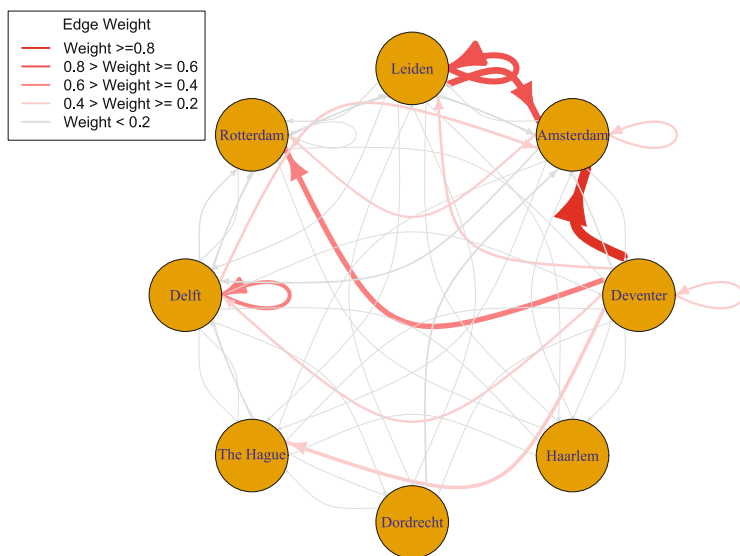 Edge Weight
Weight >=0.8
0.8 > Weight >= 0.6
0.6 > Weight >= 0.4
0.4 > Weight >= 0.2
Weight < 0.2
Leiden
Rotterdam
Amsterdam
Delft
Deventer
The Hague
Haarlem
Dordrecht